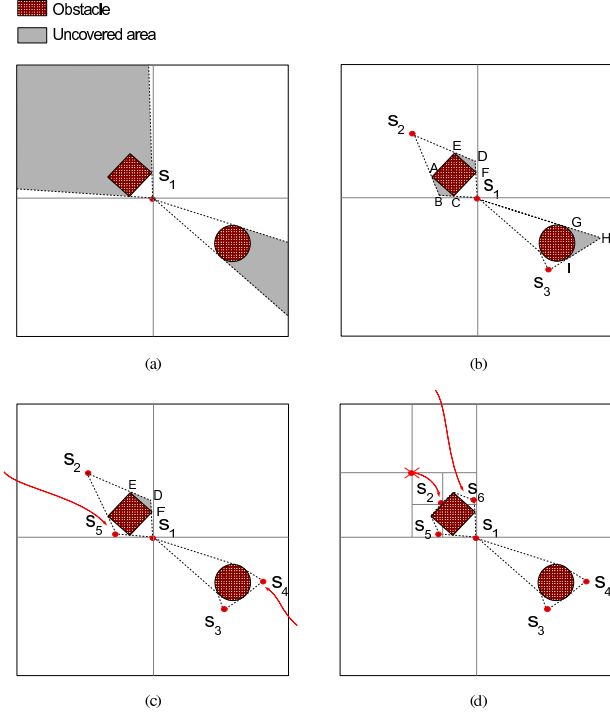 Obstacle
Uncovered area
S1
(a)
S2
E
D
A
F
S1
B
C
G
H
I
S3
(b)
S2
E
D
F
S5
S1
S4
S3
(c)
S2
S6
S5
S1
S4
S3
(d)